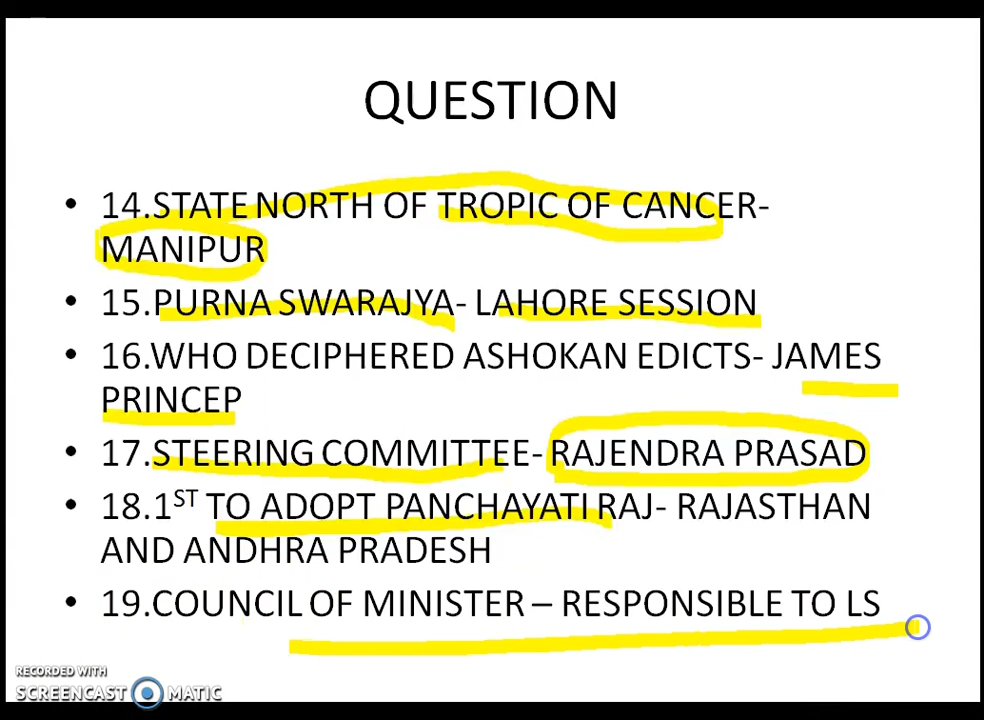 QUESTION
• 14.STATE NORTH OF TROPIC OF CANCER-
MANIPUR
• 15.PURNA SWARAJYA- LAHORE SESSION
• 16.WHO DECIPHERED ASHOKAN EDICTS- JAMES
PRINCEP
• 17.STEERING COMMITTEE- RAJENDRA PRASAD
• 18.1ST TO ADOPT PANCHAYATI RAJ- RAJASTHAN
AND ANDHRA PRADESH
• 19.COUNCIL OF MINISTER – RESPONSIBLE TO LS
RECORDED WITH
SCREENCAST MATIC